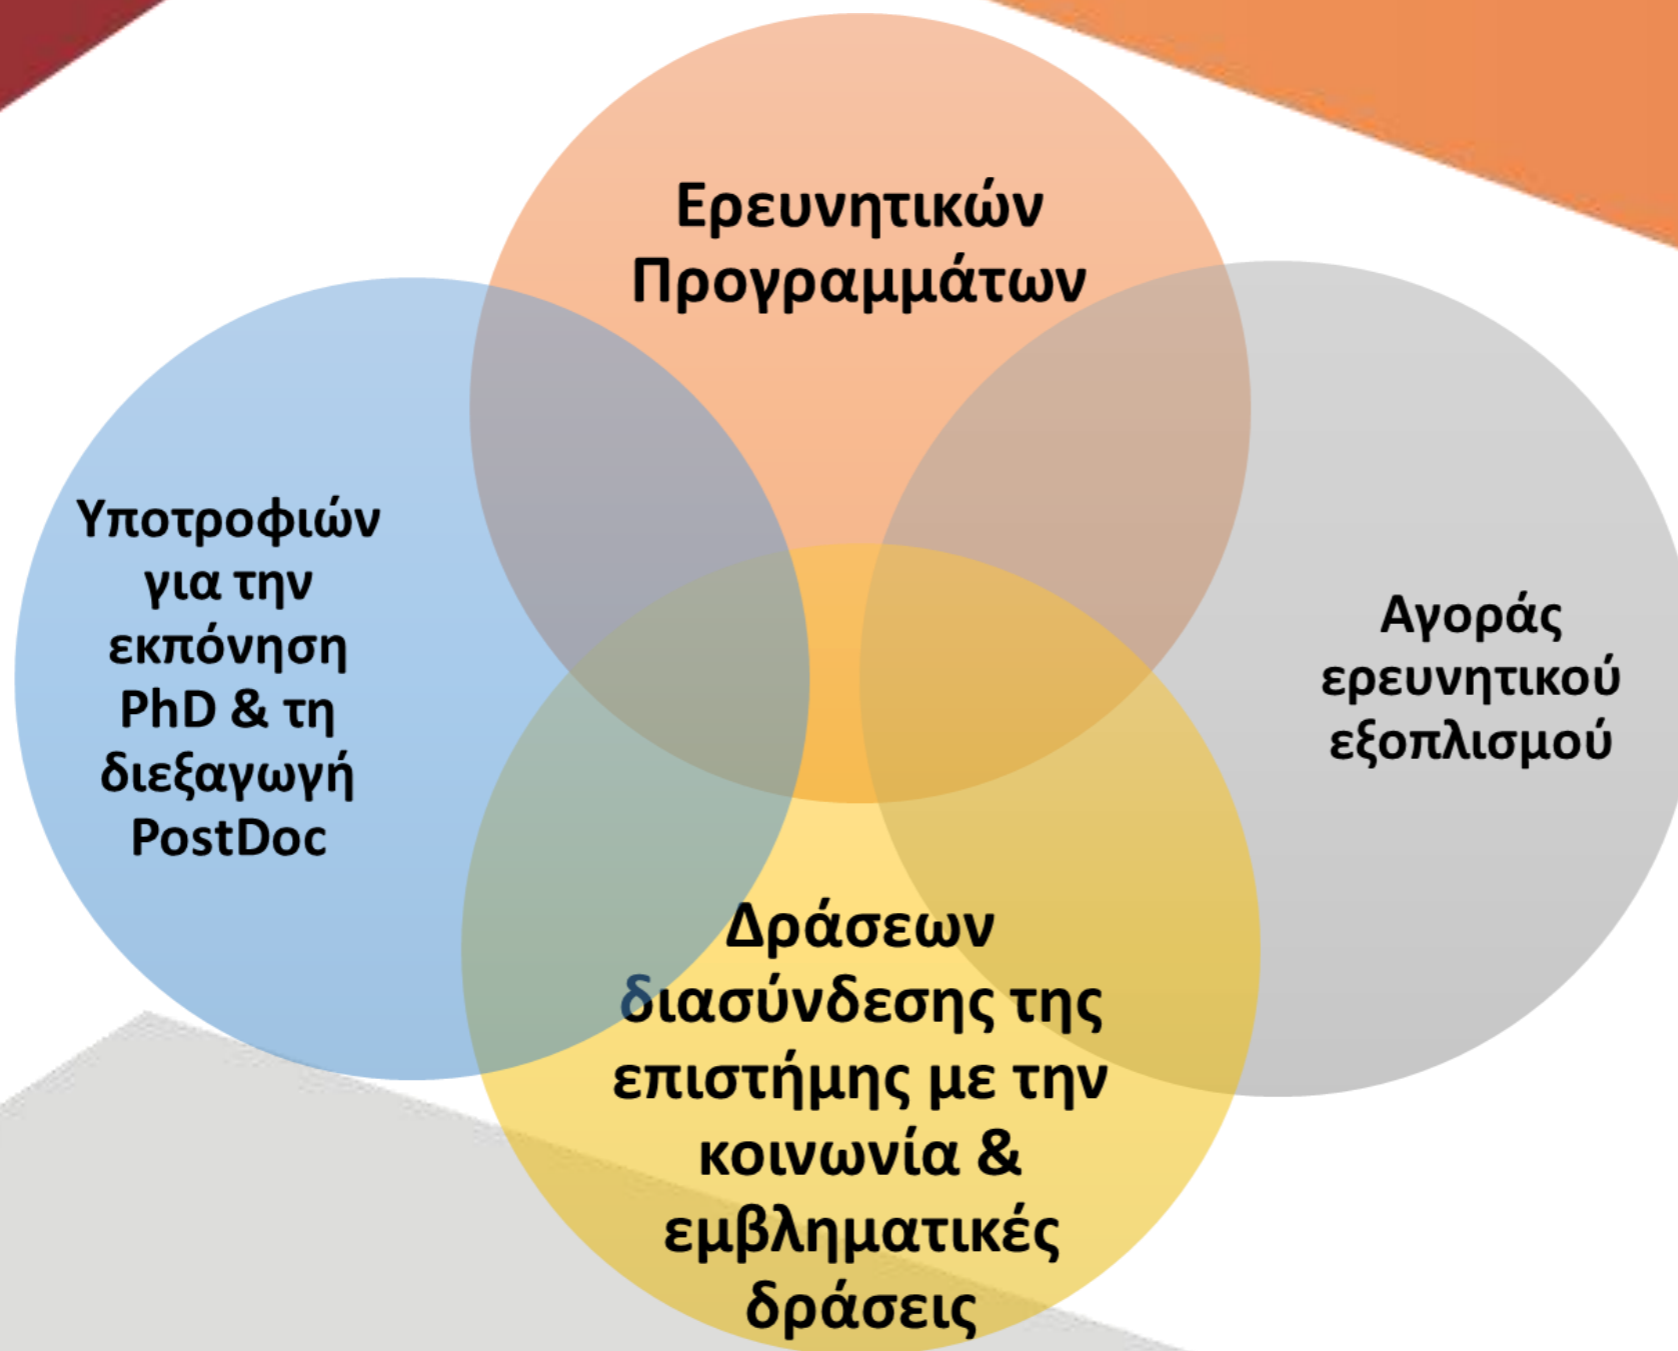 Ερευνητικών
Προγραμμάτων
Υποτροφιών
για την
εκπόνηση
PhD & τη
διεξαγωγή
PostDoc
Αγοράς
ερευνητικού
εξοπλισμού
Δράσεων
διασύνδεσης της
επιστήμης με την
κοινωνία &
εμβληματικές
δράσεις